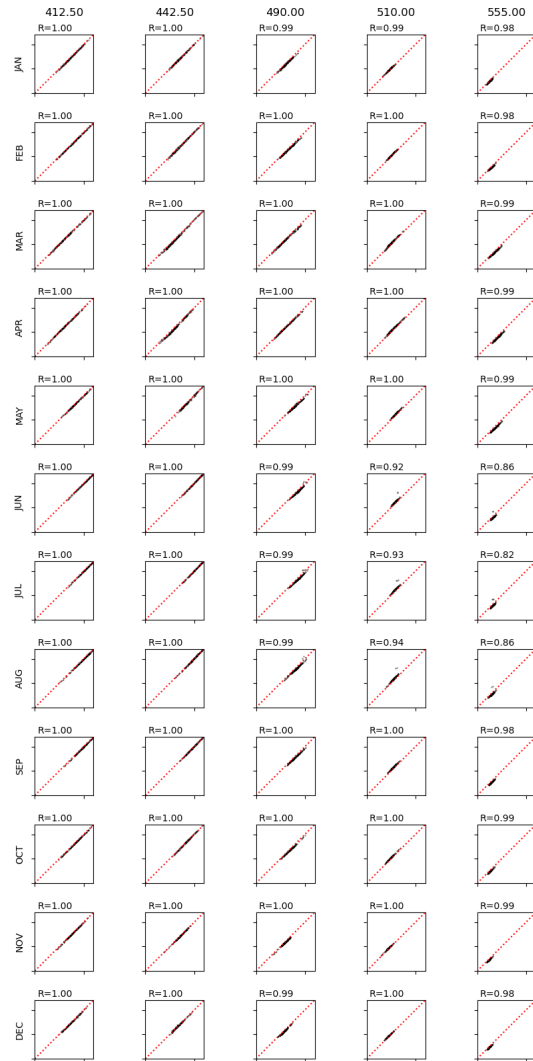 412.50 442.50 490.00 510.00 555.00
R=1.00 R=1.00 R=0.99 R=0.99 R=0.98
JAN
R=1.00 R=1.00 R=1.00 R=1.00 R=0.98
FEB
R=1.00 R=1.00 R=1.00 R=1.00 R=0.99
MAR
R=1.00 R=1.00 R=1.00 R=1.00 R=0.99
APR
R=1.00 R=1.00 R=1.00 R=1.00 R=0.99
MAY
R=1.00 R=1.00 R=0.99 R=0.92 R=0.86
JUN
R=1.00 R=1.00 R=0.99 R=0.93 R=0.82
JUL
R=1.00 R=1.00 R=0.99 R=0.94 R=0.86
AUG
R=1.00 R=1.00 R=1.00 R=1.00 R=0.98
SEP
R=1.00 R=1.00 R=1.00 R=1.00 R=0.99
OCT
R=1.00 R=1.00 R=1.00 R=1.00 R=0.99
NOV
R=1.00 R=1.00 R=0.99 R=1.00 R=0.98
DEC